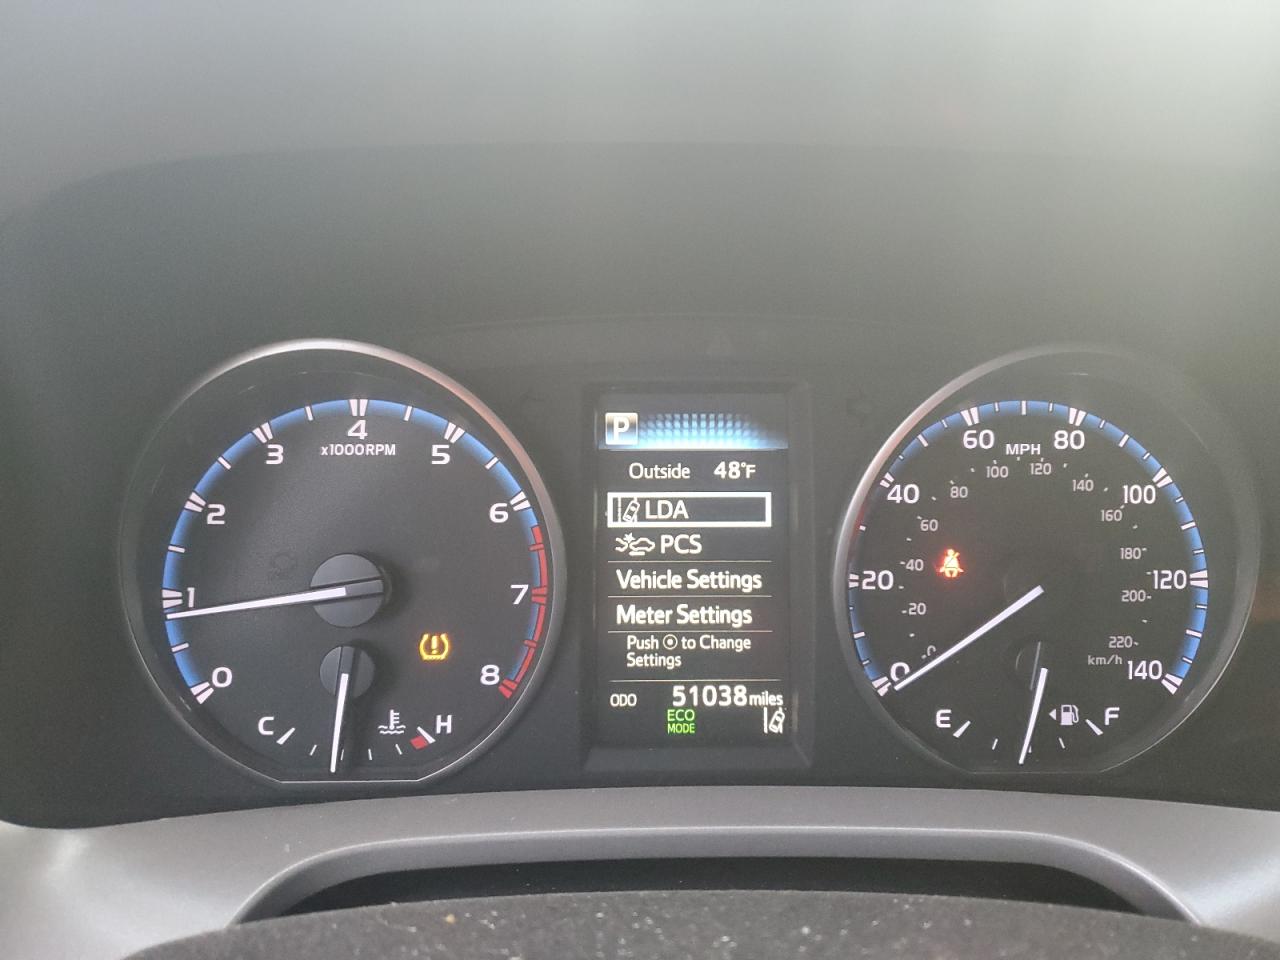 0
1
2
3
4
5
6
7
8
x1000RPM
C
H
P
Outside 48°F
LDA
PCS
Vehicle Settings
Meter Settings
Push to Change
Settings
ODO 51038 miles
ECO
MODE
0
20
40
60
80
100
120
140
MPH
0
20
40
60
80
100
120
140
160
180
200
220
km/h
E
F